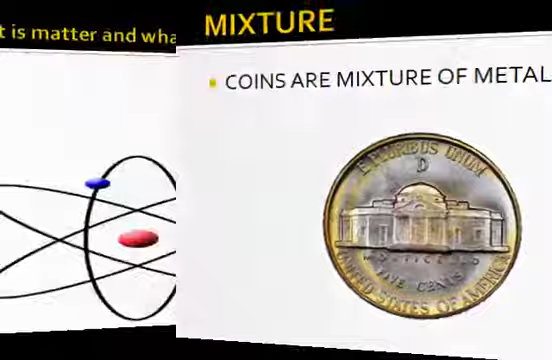 t is matter and wha
MIXTURE
COINS ARE MIXTURE OF METAL
E PLURIBUS UNUM
D
MONTICELLO
FIVE CENTS
UNITED STATES OF AMERICA